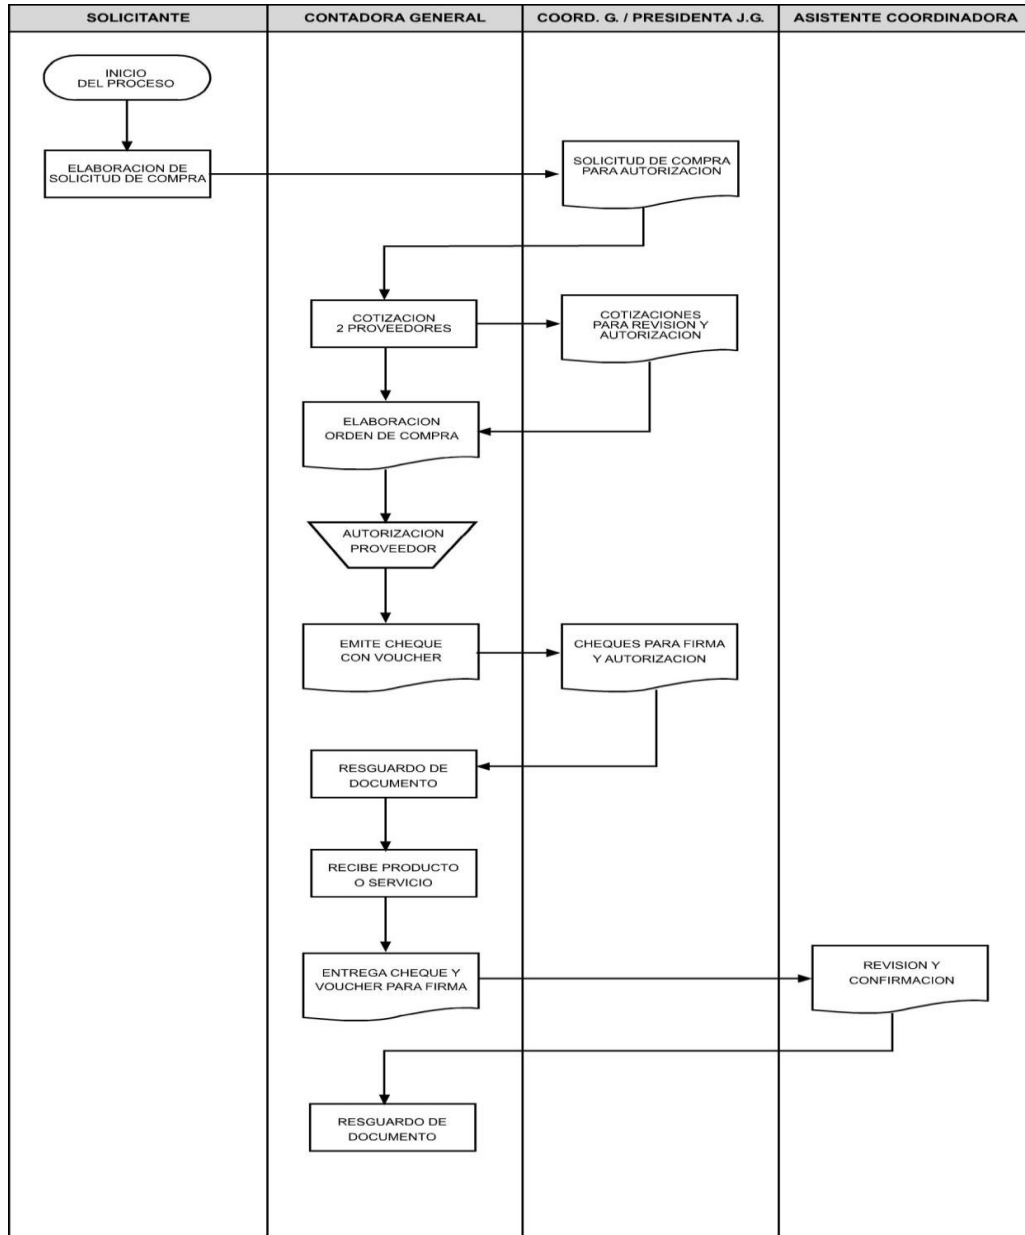 SOLICITANTE
CONTADORA GENERAL
COORD. G. / PRESIDENTA J.G.
ASISTENTE COORDINADORA
INICIO
DEL PROCESO
ELABORACION DE
SOLICITUD DE COMPRA
SOLICITUD DE COMPRA
PARA AUTORIZACION
COTIZACION
2 PROVEEDORES
COTIZACIONES
PARA REVISION Y
AUTORIZACION
ELABORACION
ORDEN DE COMPRA
AUTORIZACION
PROVEEDOR
EMITE CHEQUE
CON VOUCHER
CHEQUES PARA FIRMA
Y AUTORIZACION
RESGUARDO DE
DOCUMENTO
RECIBE PRODUCTO
O SERVICIO
ENTREGA CHEQUE Y
VOUCHER PARA FIRMA
REVISION Y
CONFIRMACION
RESGUARDO DE
DOCUMENTO